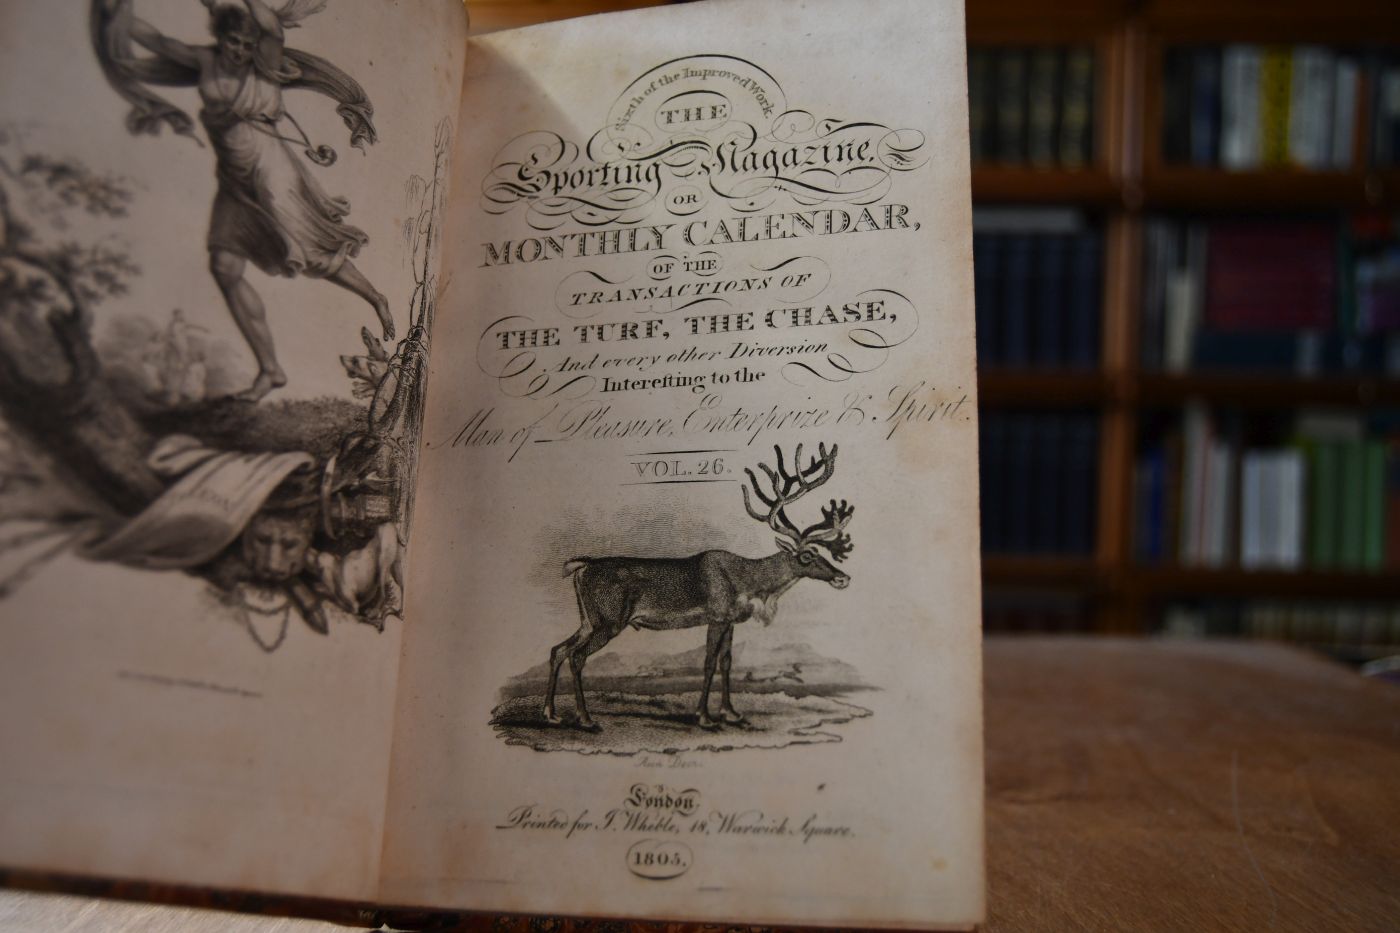 Sixth of the Improved Work.
THE
Sporting Magazine,
OR
MONTHLY CALENDAR,
OF THE
TRANSACTIONS OF
THE TURF, THE CHASE,
And every other Diversion
Interesting to the
Man of Pleasure, Enterprize & Spirit.
VOL. 26.
Deer.
London,
Printed for J. Wheble, 18, Warwick Square.
1805.